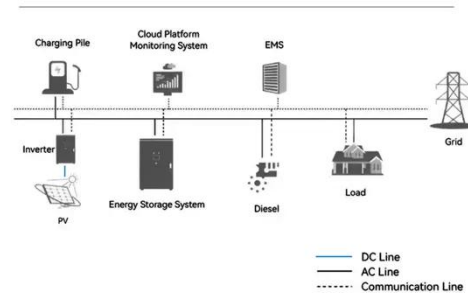 Charging Pile
Cloud Platform
Monitoring System
EMS
Grid
Inverter
PV
Energy Storage System
Diesel
Load
DC Line
AC Line
Communication Line